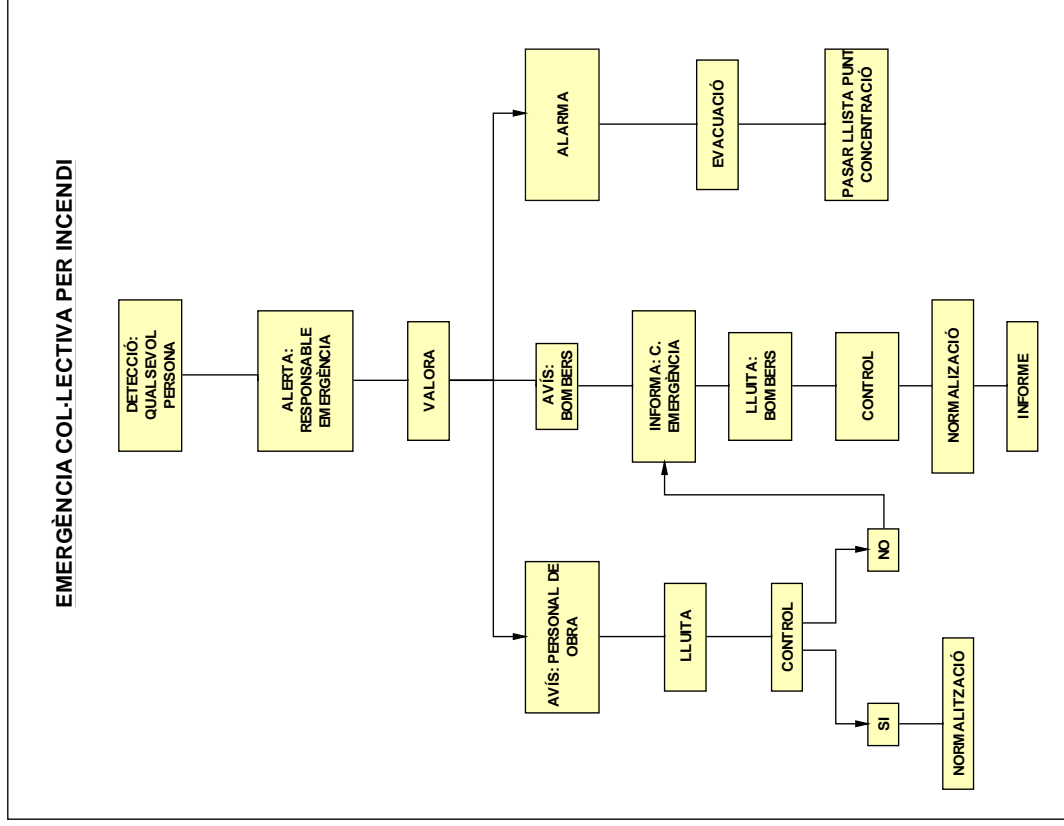 EMERGÈNCIA COL-LECTIVA PER INCENDI
DETECCIÓ:
QUALSEVOL
PERSONA
ALERTA:
RESPONSABLE
EMERGÈNCIA
VALORA
AVÍS: PERSONAL DE
OBRA
LLUITA
CONTROL
SI
NO
NORMALITZACIÓ
AVÍS:
BOMBERS
INFORMA: C.
EMERGÈNCIA
LLUITA:
BOMBERS
CONTROL
NORMALIZACIÓ
INFORME
ALARMA
EVACUACIÓ
PASAR LLISTA PUNT
CONCENTRACIÓ